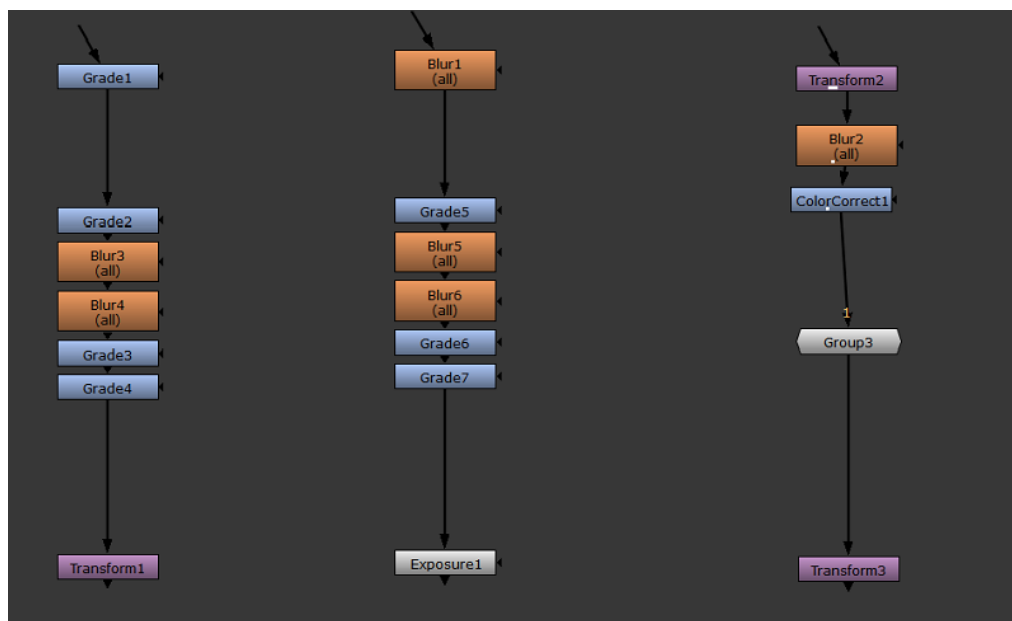 Grade1
Grade2
Blur3
(all)
Blur4
(all)
Grade3
Grade4
Transform1
Blur1
(all)
Grade5
Blur5
(all)
Blur6
(all)
Grade6
Grade7
Exposure1
Transform2
Blur2
(all)
ColorCorrect1
1
Group3
Transform3